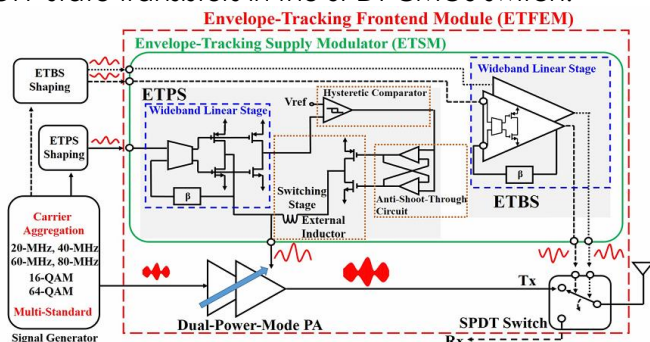 Envelope-Tracking Frontend Module (ETFEM)
Envelope-Tracking Supply Modulator (ETSM)
ETBS
Shaping
ETPS
Shaping
ETPS
Wideband Linear Stage
Hysteretic Comparator
Vref
Wideband Linear Stage
β
Switching
Stage
External
Inductor
Anti-Shoot-Through
Circuit
β
ETBS
Carrier
Aggregation
20-MHz, 40-MHz
60-MHz, 80-MHz
16-QAM
64-QAM
Multi-Standard
Signal Generator
Dual-Power-Mode PA
Tx
SPDT Switch
Rx